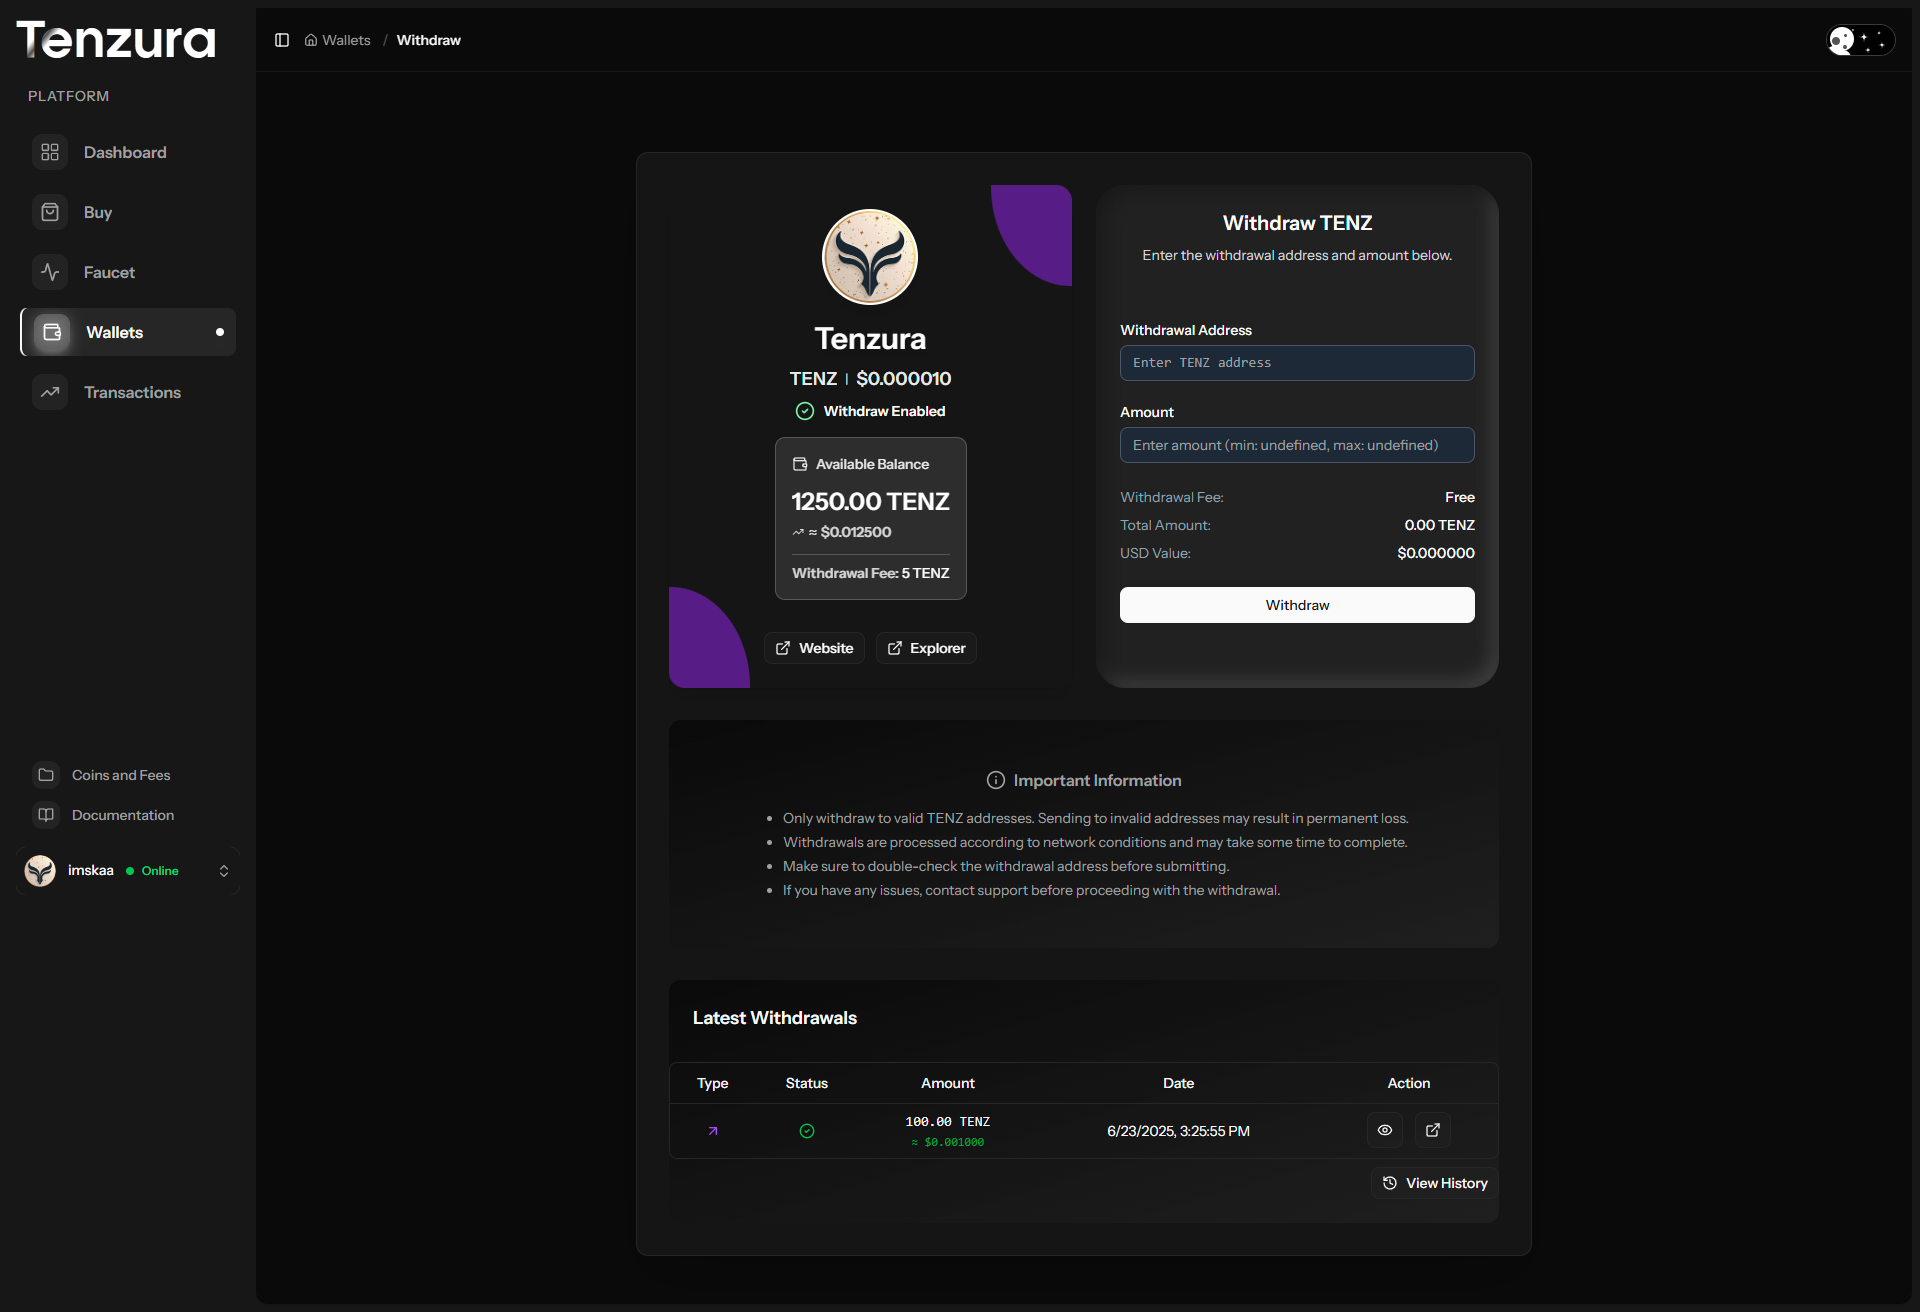 Tenzura
PLATFORM
Dashboard
Buy
Faucet
Wallets
Transactions
Coins and Fees
Documentation
imskaa Online
Wallets / Withdraw
Tenzura
TENZ | $0.000010
Withdraw Enabled
Available Balance
1250.00 TENZ
≈ $0.012500
Withdrawal Fee: 5 TENZ
Website
Explorer
Withdraw TENZ
Enter the withdrawal address and amount below.
Withdrawal Address
Enter TENZ address
Amount
Enter amount (min: undefined, max: undefined)
Withdrawal Fee: Free
Total Amount: 0.00 TENZ
USD Value: $0.000000
Withdraw
Important Information
• Only withdraw to valid TENZ addresses. Sending to invalid addresses may result in permanent loss.
• Withdrawals are processed according to network conditions and may take some time to complete.
• Make sure to double-check the withdrawal address before submitting.
• If you have any issues, contact support before proceeding with the withdrawal.
Latest Withdrawals
Type Status Amount Date Action
100.00 TENZ
≈ $0.001000
6/23/2025, 3:25:55 PM
View History